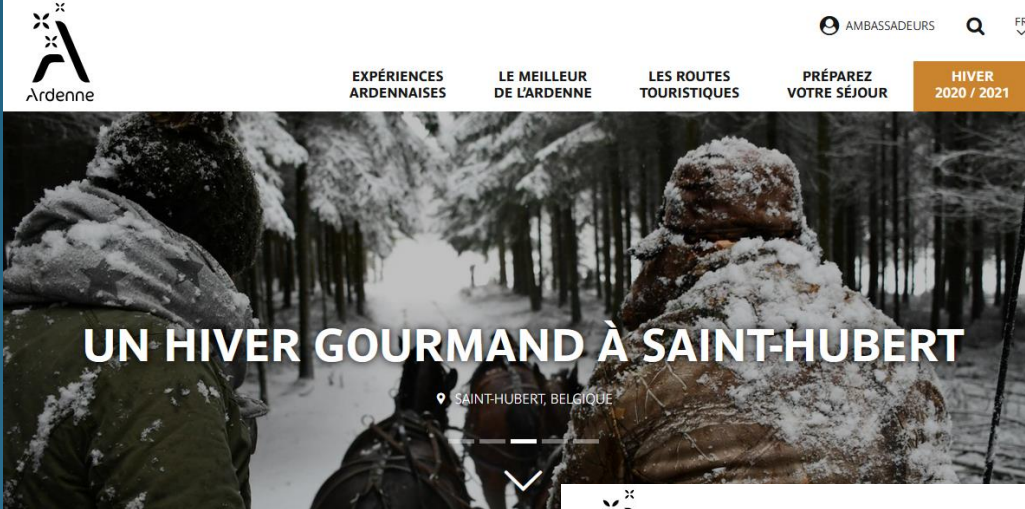 Ardenne
AMBASSADEURS
FR
EXPÉRIENCES
ARDENNAISES
LE MEILLEUR
DE L'ARDENNE
LES ROUTES
TOURISTIQUES
PRÉPAREZ
VOTRE SÉJOUR
HIVER
2020 / 2021
UN HIVER GOURMAND À SAINT-HUBERT
SAINT-HUBERT, BELGIQUE